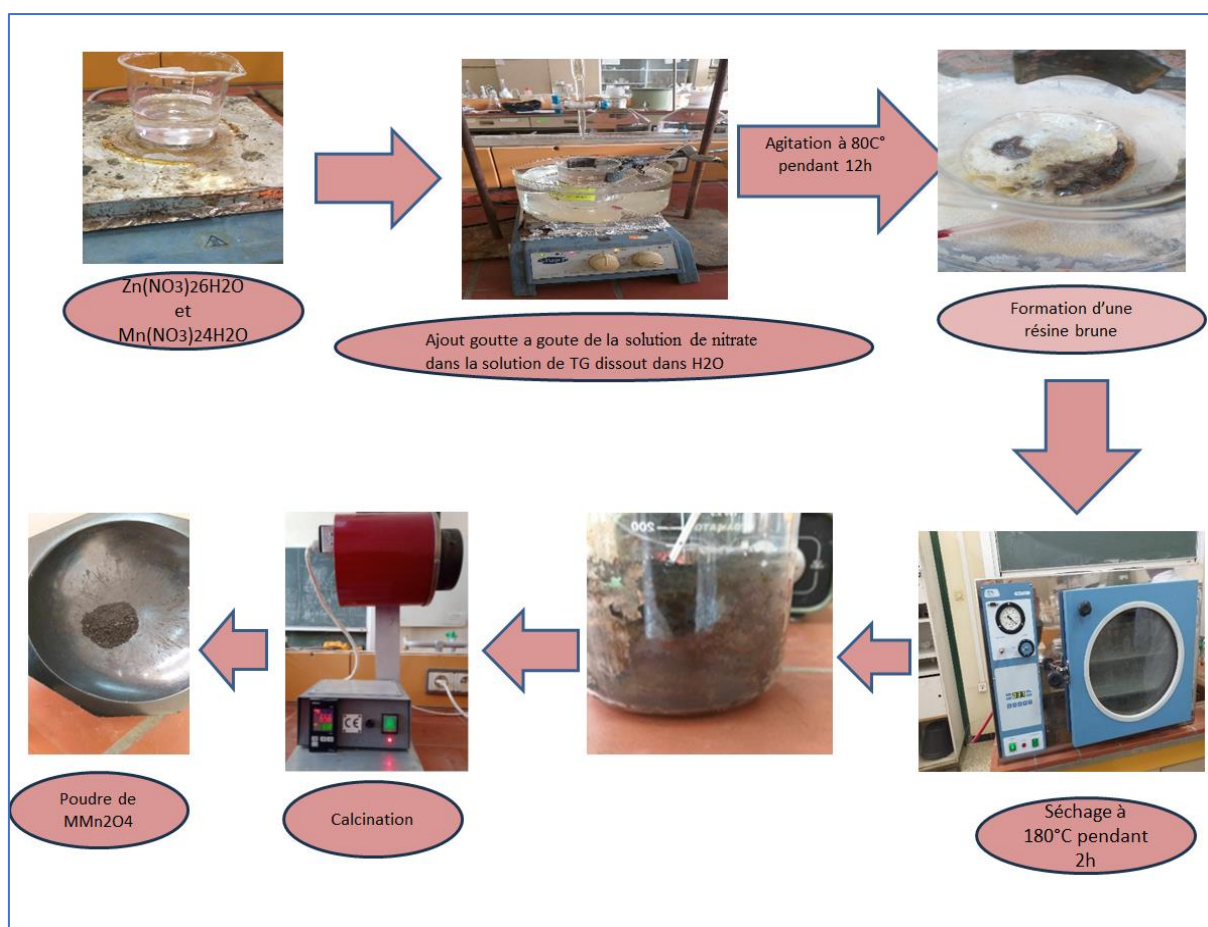 Zn(NO3)26H2O
et
Mn(NO3)24H2O
Ajout goutte a goute de la solution de nitrate
dans la solution de TG dissout dans H2O
Agitation à 80C°
pendant 12h
Formation d'une
résine brune
Séchage à
180°C pendant
2h
200
Calcination
CE
Poudre de
MMn2O4